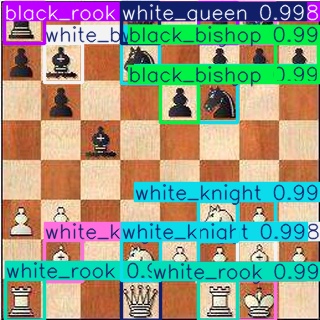 black_rook
white_queen 0.998
white_b
black_bishop 0.99
black_bishop 0.99
white_knight 0.99
white_k
white_knight 0.998
white_rook 0.9
white_rook 0.99